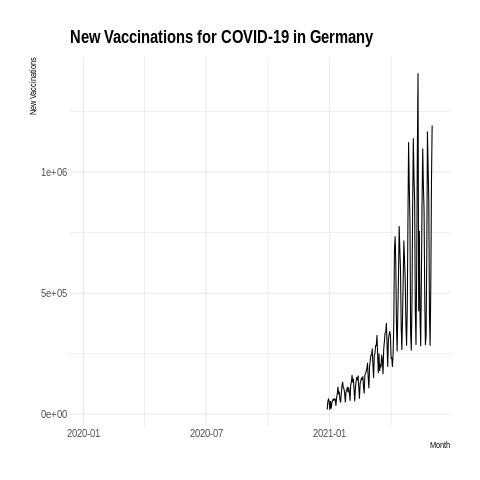 New Vaccinations for COVID-19 in Germany
New Vaccinations
1e+06
5e+05
0e+00
2020-01
2020-07
2021-01
Month